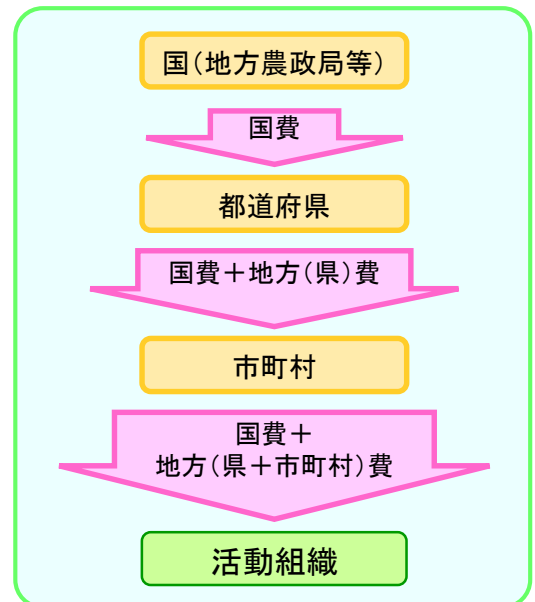 国(地方農政局等)
国費
都道府県
国費＋地方(県)費
市町村
国費＋
地方(県＋市町村)費
活動組織